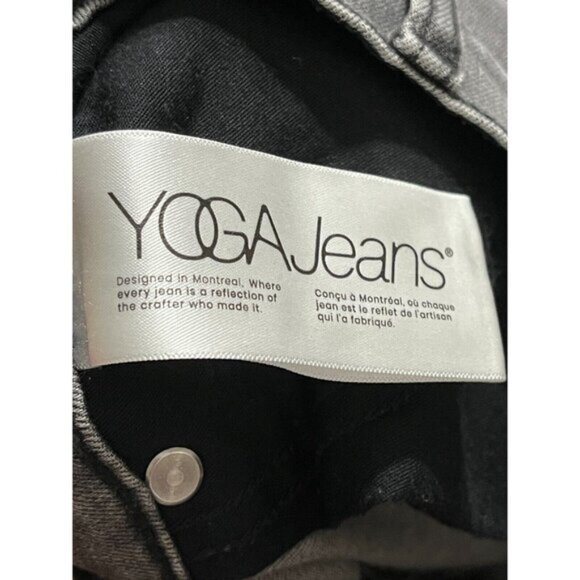 YOGAJeans®
Designed in Montreal, Where
every jean is a reflection of
the crafter who made it.
Conçu à Montréal, où chaque
jean est le reflet de l'artisan
qui l'a fabriqué.